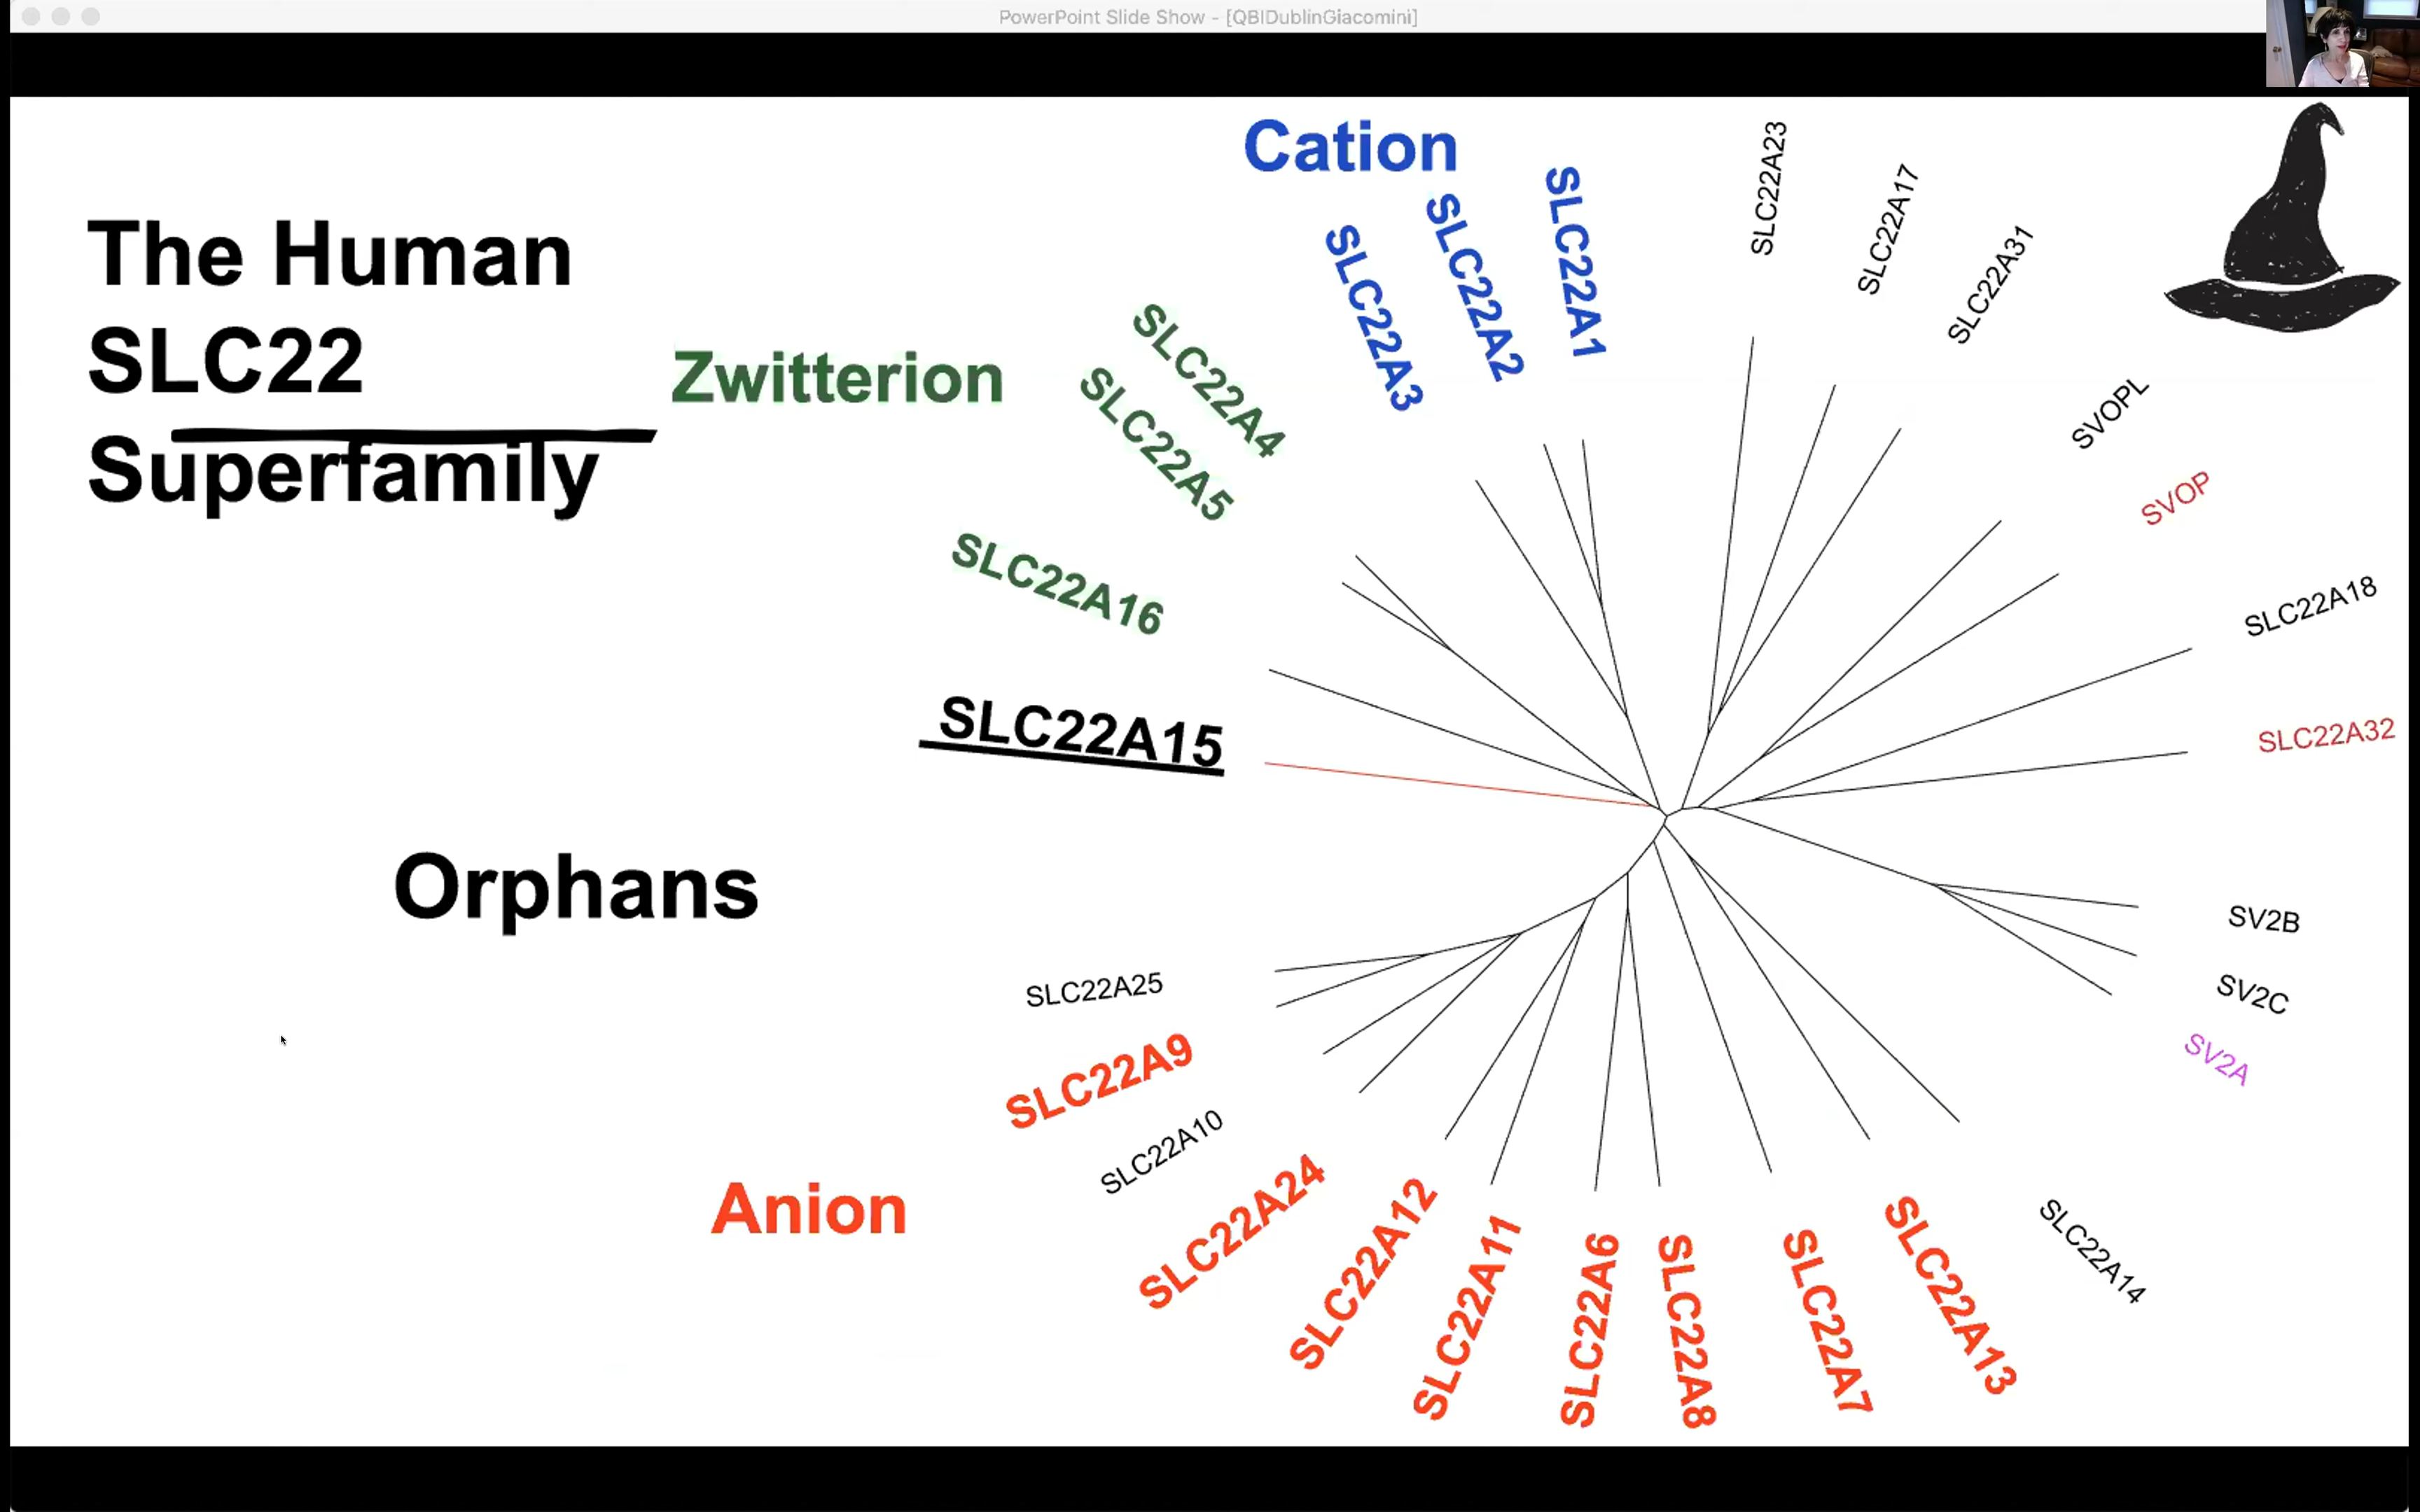 PowerPoint Slide Show - [QBIDublinGiacomini]
The Human
SLC22
Superfamily
Cation
Zwitterion
Orphans
Anion
SLC22A16
SLC22A5
SLC22A4
SLC22A3
SLC22A2
SLC22A1
SLC22A23
SLC22A17
SLC22A31
SVOPL
SVOP
SLC22A18
SLC22A32
SV2B
SV2C
SV2A
SLC22A14
SLC22A13
SLC22A7
SLC22A8
SLC22A6
SLC22A11
SLC22A12
SLC22A24
SLC22A10
SLC22A9
SLC22A25
SLC22A15